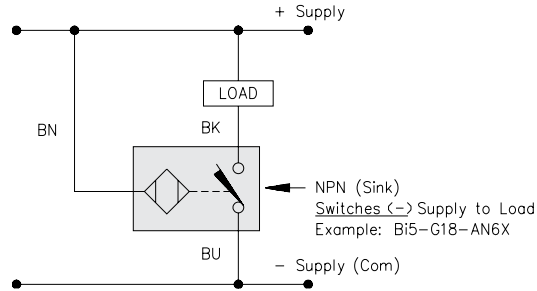 + Supply
LOAD
BK
BN
NPN (Sink)
Switches (-) Supply to Load
Example: Bi5-G18-AN6X
BU
- Supply (Com)